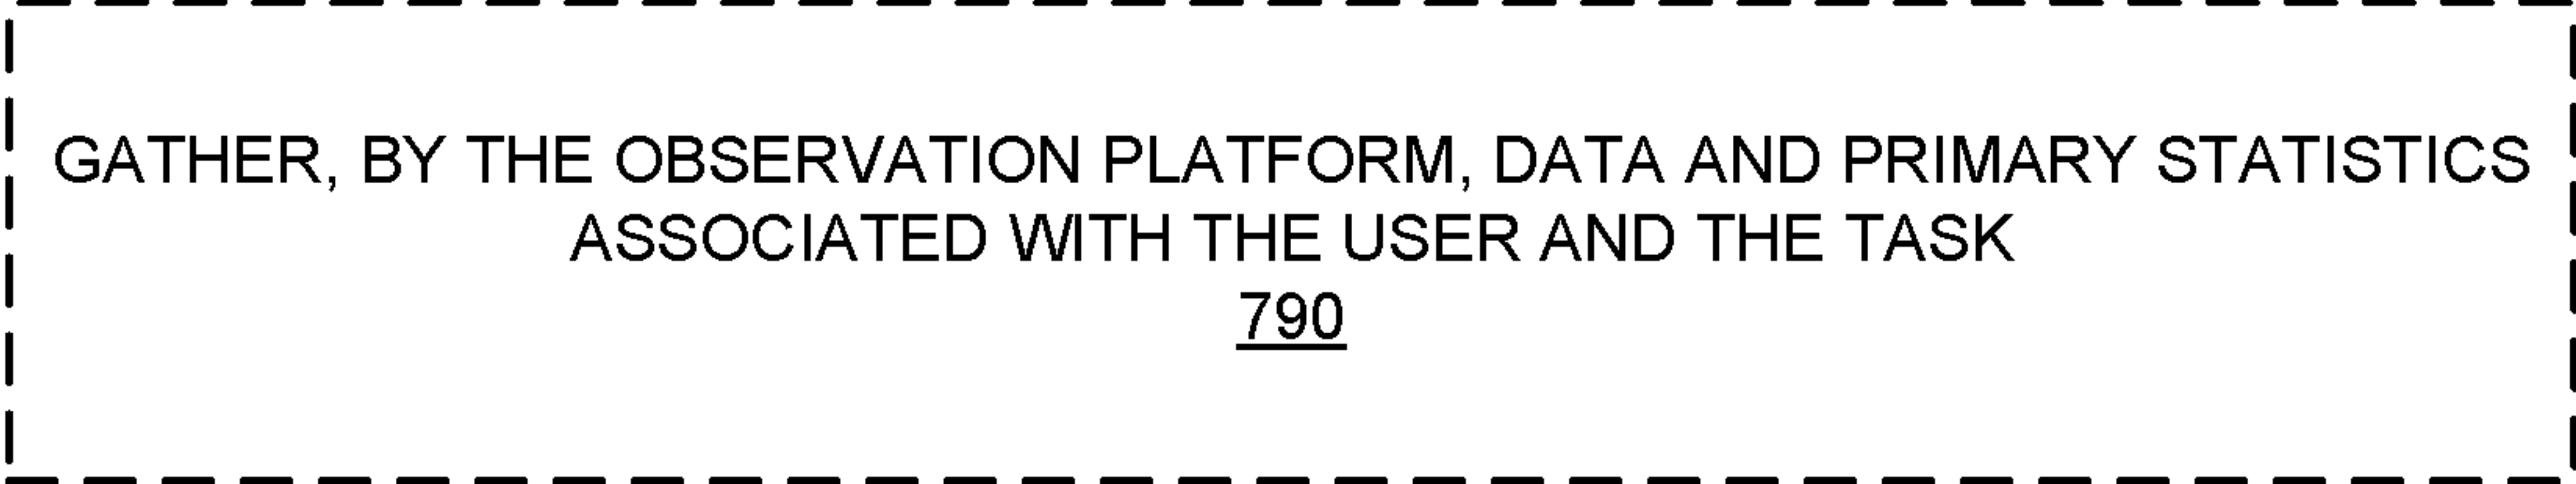 GATHER, BY THE OBSERVATION PLATFORM, DATA AND PRIMARY STATISTICS
ASSOCIATED WITH THE USER AND THE TASK
790